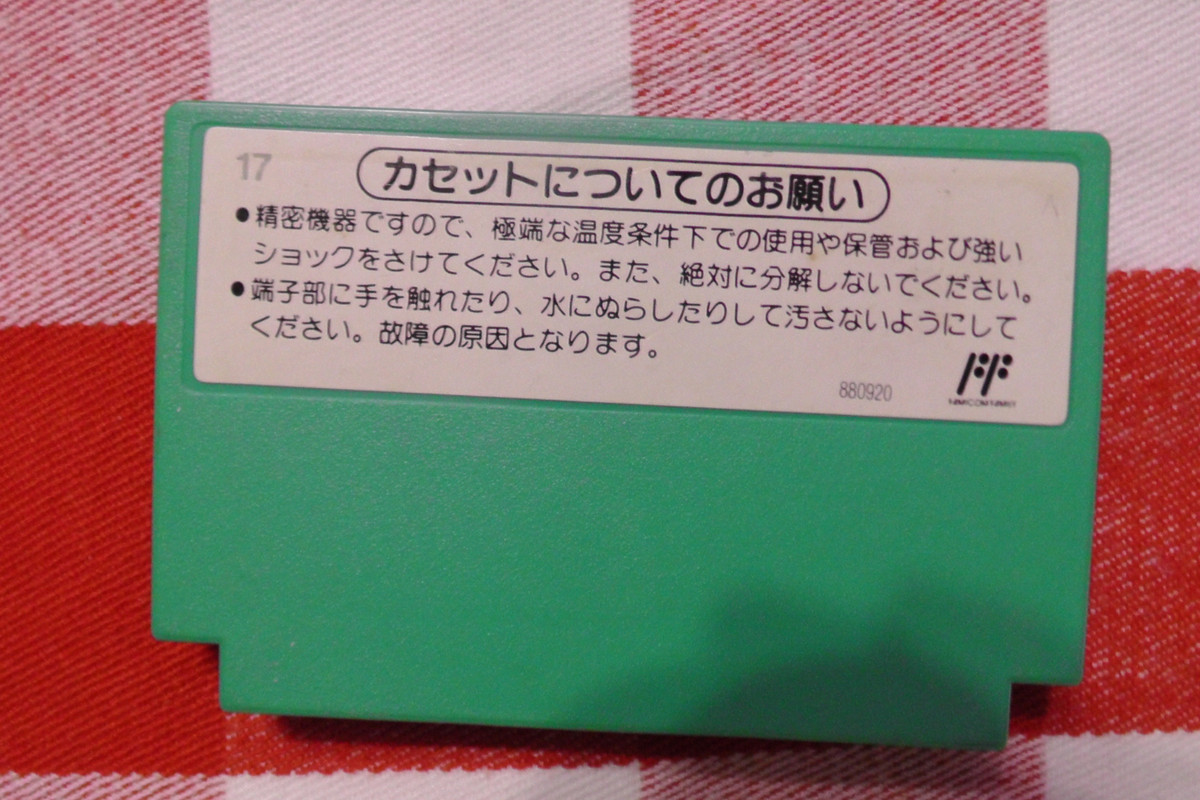 17
カセットについてのお願い
●精密機器ですので、極端な温度条件下での使用や保管および強い
ショックをさけてください。また、絶対に分解しないでください。
●端子部に手を触れたり、水にぬらしたりして汚さないようにして
ください。故障の原因となります。
880920